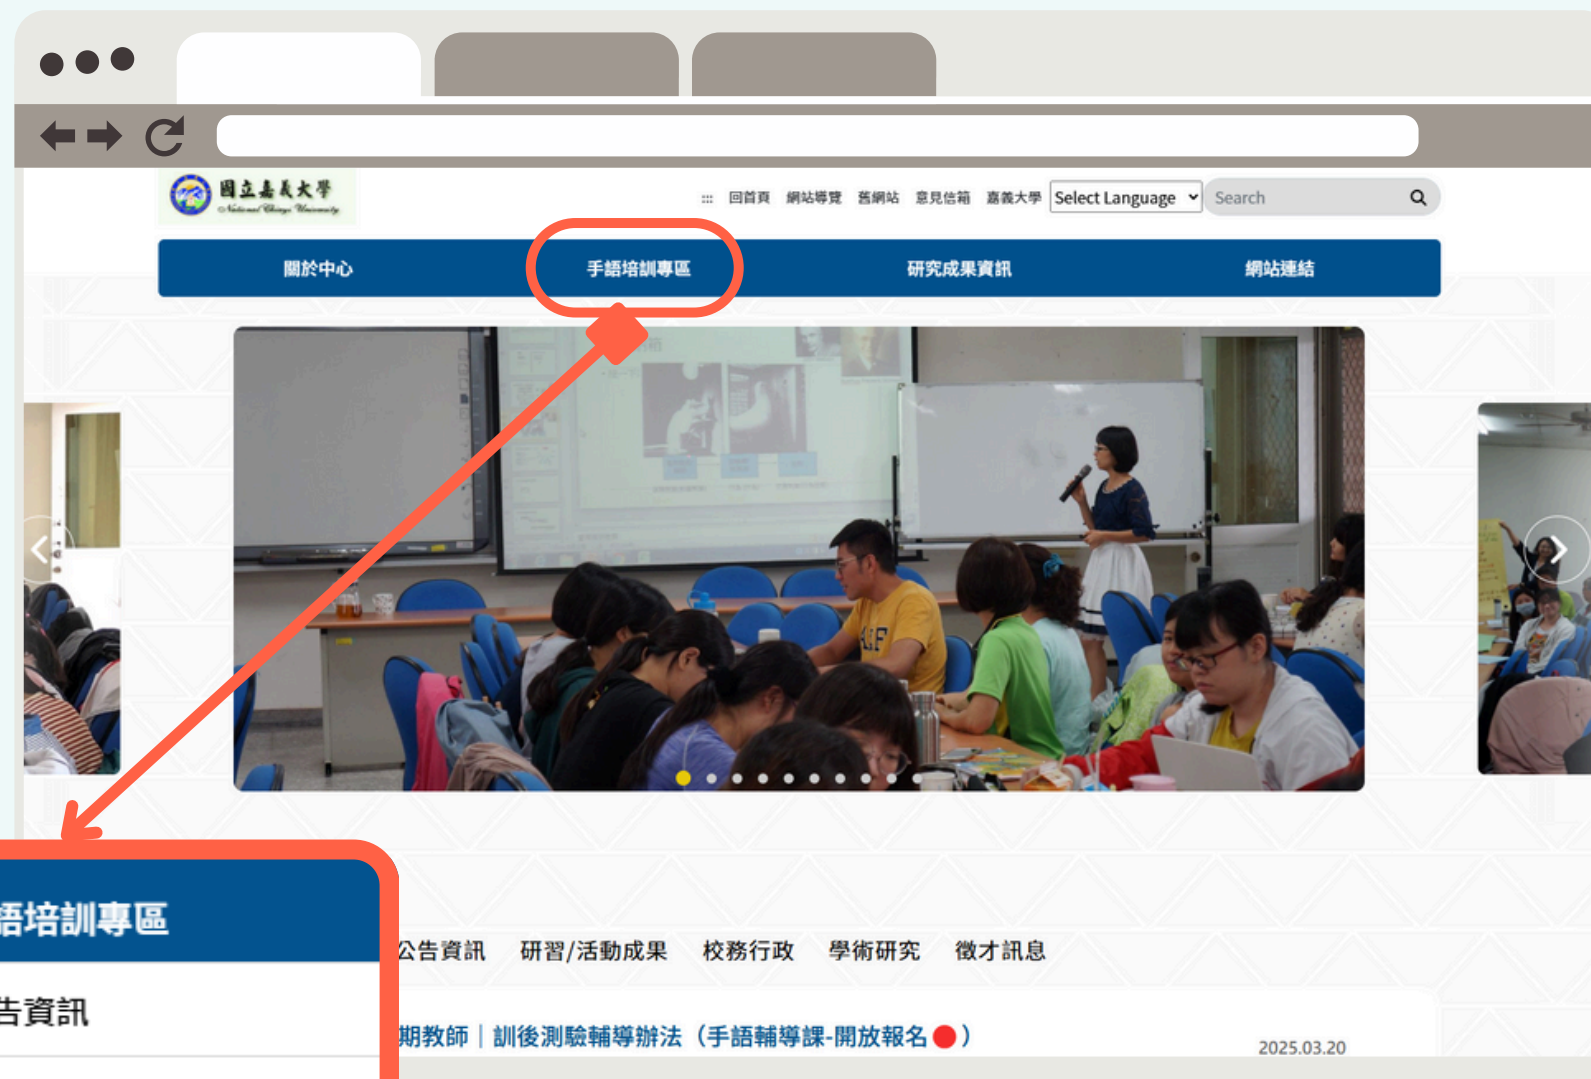 國立嘉義大學
National Chiayi University
::: 回首頁 網站導覽 舊網站 意見信箱 嘉義大學 Select Language Search
關於中心 手語培訓專區 研究成果資訊 網站連結
語培訓專區
告資訊
公告資訊 研習/活動成果 校務行政 學術研究 徵才訊息
期教師｜訓後測驗輔導辦法（手語輔導課-開放報名🔴）
2025.03.20